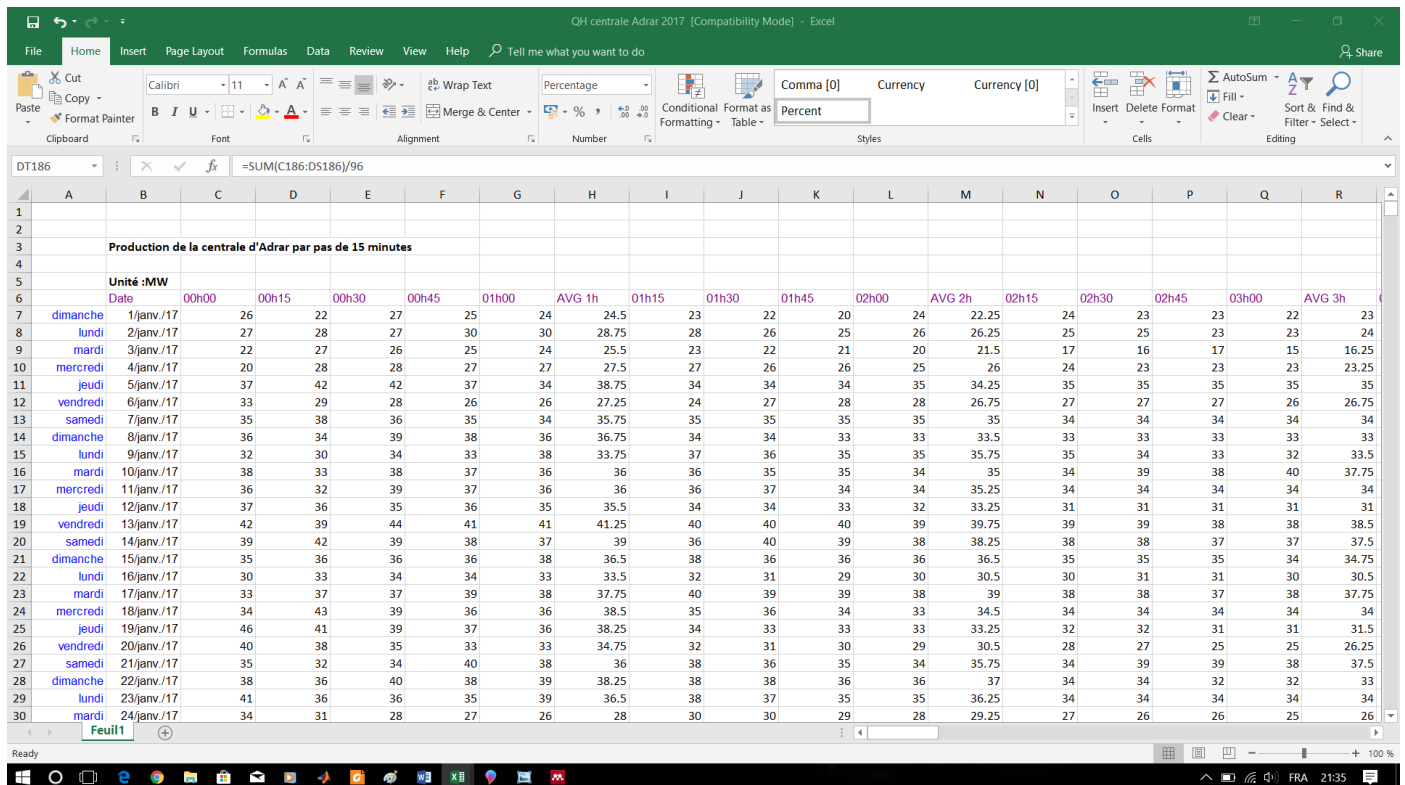 QH centrale Adrar 2017 [Compatibility Mode] - Excel
File Home Insert Page Layout Formulas Data Review View Help Tell me what you want to do Share
Cut Calibri 11 Wrap Text Percentage Comma [0] Currency Currency [0] AutoSum
Paste Copy Format Painter B I U Merge & Center % Conditional Formatting Format as Table Percent Insert Delete Format Fill Clear Sort & Filter Find & Select
Clipboard Font Alignment Number Styles Cells Editing
DT186 fx =SUM(C186:DS186)/96
A B C D E F G H I J K L M N O P Q R
1
2
3 Production de la centrale d'Adrar par pas de 15 minutes
4
5 Unité :MW
6 Date 00h00 00h15 00h30 00h45 01h00 AVG 1h 01h15 01h30 01h45 02h00 AVG 2h 02h15 02h30 02h45 03h00 AVG 3h
7 dimanche 1/janv./17 26 22 27 25 24 24.5 23 22 20 24 22.25 24 23 23 22 23
8 lundi 2/janv./17 27 28 27 30 30 28.75 28 26 25 26 26.25 25 25 23 23 24
9 mardi 3/janv./17 22 27 26 25 24 25.5 23 22 21 20 21.5 17 16 17 15 16.25
10 mercredi 4/janv./17 20 28 28 27 27 27.5 27 26 26 25 26 24 23 23 23 23.25
11 jeudi 5/janv./17 37 42 42 37 34 38.75 34 34 34 35 34.25 35 35 35 35 35
12 vendredi 6/janv./17 33 29 28 26 26 27.25 24 27 28 28 26.75 27 27 27 26 26.75
13 samedi 7/janv./17 35 38 36 35 34 35.75 35 35 35 35 35 34 34 34 34 34
14 dimanche 8/janv./17 36 34 39 38 36 36.75 34 34 33 33 33.5 33 33 33 33 33
15 lundi 9/janv./17 32 30 34 33 38 33.75 37 36 35 35 35.75 35 34 33 32 33.5
16 mardi 10/janv./17 38 33 38 37 36 36 36 35 35 34 35 34 39 38 40 37.75
17 mercredi 11/janv./17 36 32 39 37 36 36 36 37 34 34 35.25 34 34 34 34 34
18 jeudi 12/janv./17 37 36 35 36 35 35.5 34 34 33 32 33.25 31 31 31 31 31
19 vendredi 13/janv./17 42 39 44 41 41 41.25 40 40 40 39 39.75 39 39 38 38 38.5
20 samedi 14/janv./17 39 42 39 38 37 39 36 40 39 38 38.25 38 38 37 37 37.5
21 dimanche 15/janv./17 35 36 36 36 38 36.5 38 36 36 36 36.5 35 35 35 34 34.75
22 lundi 16/janv./17 30 33 34 34 33 33.5 32 31 29 30 30.5 30 31 31 30 30.5
23 mardi 17/janv./17 33 37 37 39 38 37.75 40 39 39 38 39 38 38 37 38 37.75
24 mercredi 18/janv./17 34 43 39 36 36 38.5 35 36 34 33 34.5 34 34 34 34 34
25 jeudi 19/janv./17 46 41 39 37 36 38.25 34 33 33 33 33.25 32 32 31 31 31.5
26 vendredi 20/janv./17 40 38 35 33 33 34.75 32 31 30 29 30.5 28 27 25 25 26.25
27 samedi 21/janv./17 35 32 34 40 38 36 38 36 35 34 35.75 34 39 39 38 37.5
28 dimanche 22/janv./17 38 36 40 38 39 38.25 38 38 36 36 37 34 34 32 32 33
29 lundi 23/janv./17 41 36 36 35 39 36.5 38 37 35 35 36.25 34 34 34 34 34
30 mardi 24/janv./17 34 31 28 27 26 28 30 30 29 28 29.25 27 26 26 25 26
Feuil1
Ready 100 %
FRA 21:35